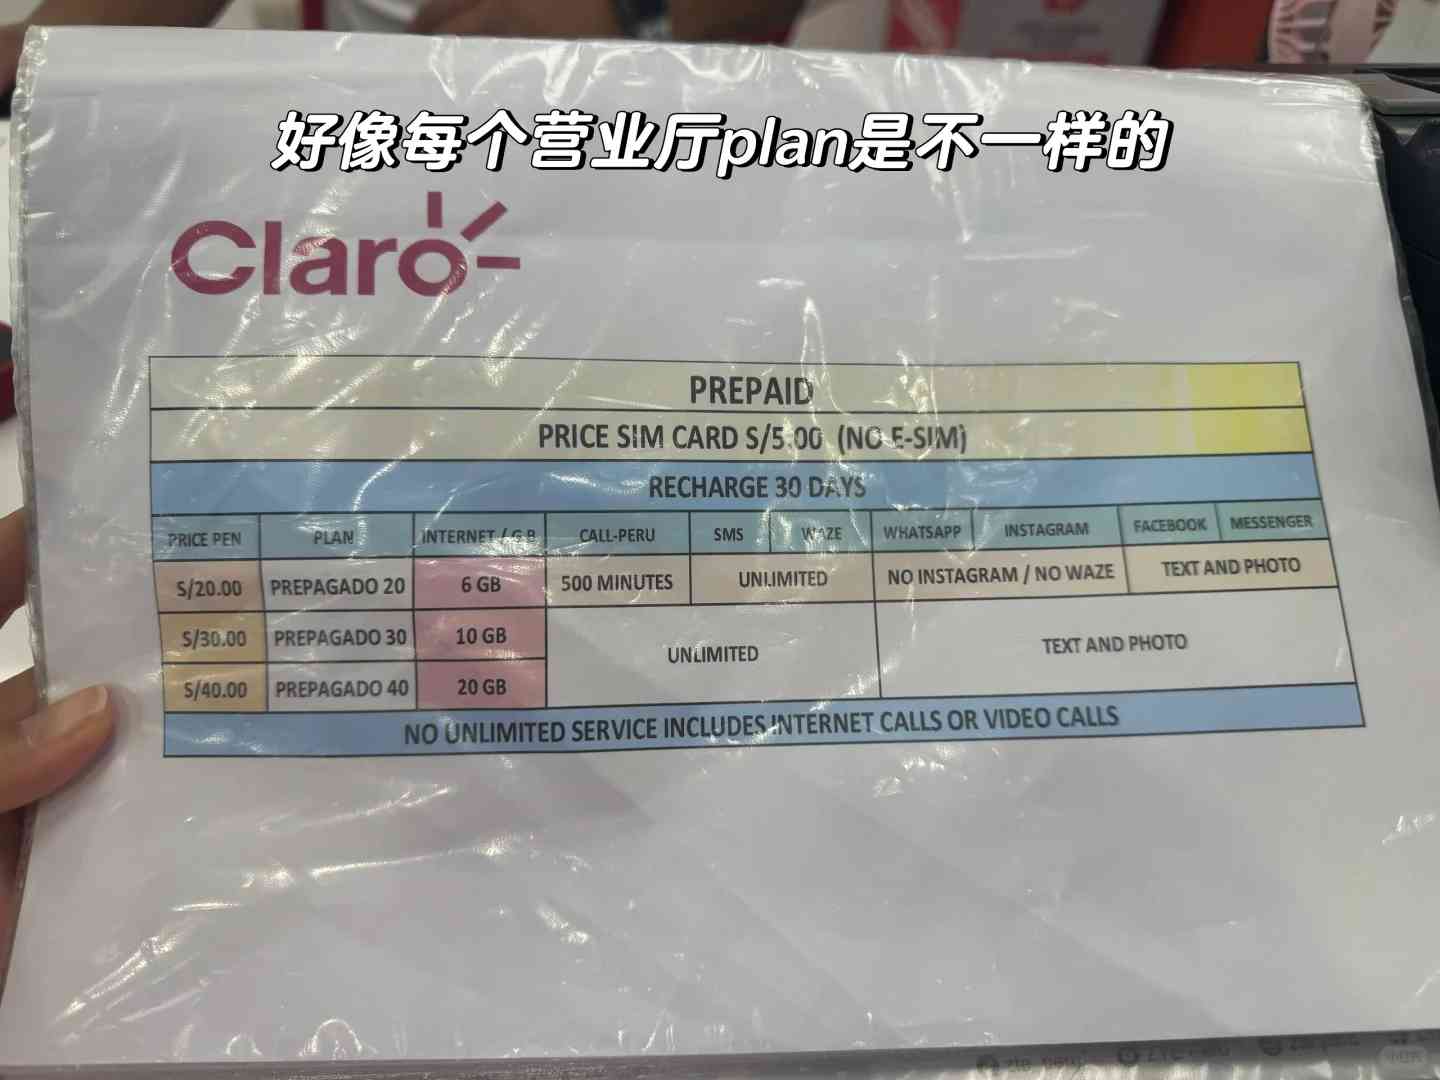 好像每个营业厅plan是不一样的
Claro
PREPAID
PRICE SIM CARD S/5.00 (NO E-SIM)
RECHARGE 30 DAYS
PRICE PEN PLAN INTERNET / GB CALL-PERU SMS WAZE WHATSAPP INSTAGRAM FACEBOOK MESSENGER
S/20.00 PREPAGADO 20 6 GB 500 MINUTES UNLIMITED NO INSTAGRAM / NO WAZE TEXT AND PHOTO
S/30.00 PREPAGADO 30 10 GB
UNLIMITED TEXT AND PHOTO
S/40.00 PREPAGADO 40 20 GB
NO UNLIMITED SERVICE INCLUDES INTERNET CALLS OR VIDEO CALLS
小红书